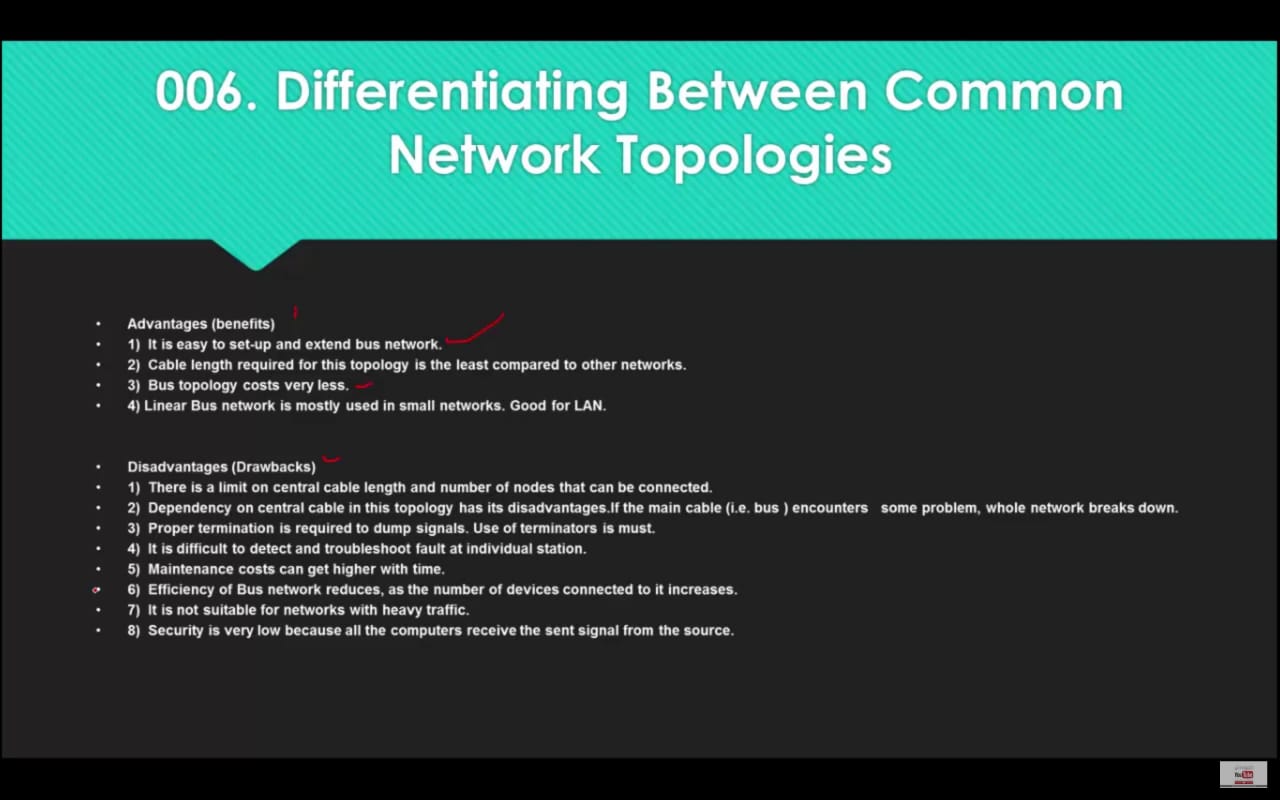 006. Differentiating Between Common
Network Topologies
• Advantages (benefits)
• 1) It is easy to set-up and extend bus network.
• 2) Cable length required for this topology is the least compared to other networks.
• 3) Bus topology costs very less.
• 4) Linear Bus network is mostly used in small networks. Good for LAN.
• Disadvantages (Drawbacks)
• 1) There is a limit on central cable length and number of nodes that can be connected.
• 2) Dependency on central cable in this topology has its disadvantages.If the main cable (i.e. bus ) encounters some problem, whole network breaks down.
• 3) Proper termination is required to dump signals. Use of terminators is must.
• 4) It is difficult to detect and troubleshoot fault at individual station.
• 5) Maintenance costs can get higher with time.
• 6) Efficiency of Bus network reduces, as the number of devices connected to it increases.
• 7) It is not suitable for networks with heavy traffic.
• 8) Security is very low because all the computers receive the sent signal from the source.
YouTube